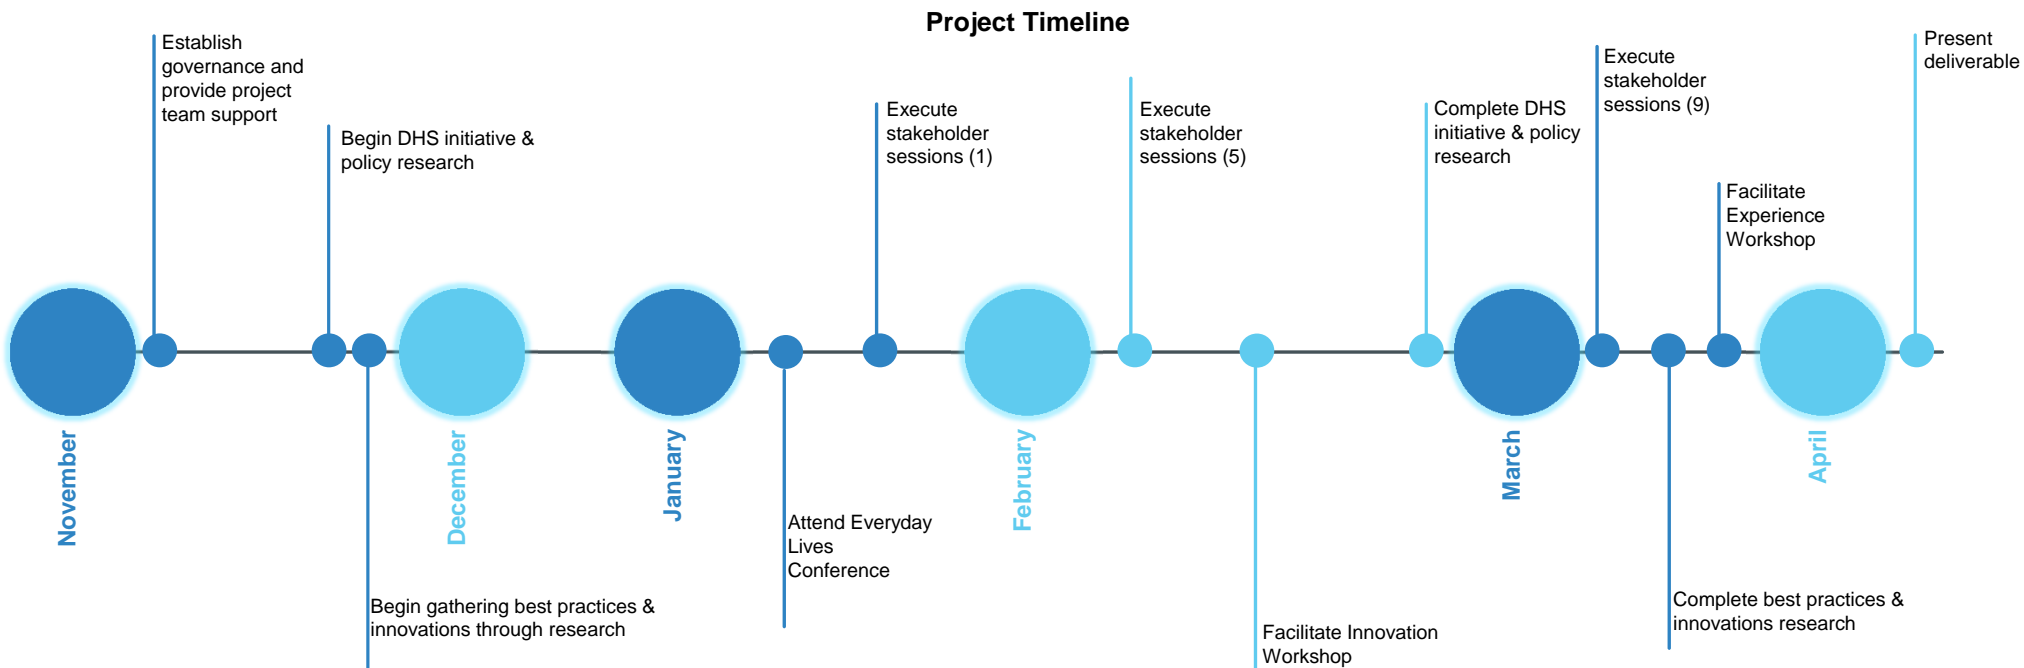 Project Timeline
Establish
governance and
provide project
team support
Begin DHS initiative &
policy research
Execute
stakeholder
sessions (1)
Execute
stakeholder
sessions (5)
Complete DHS
initiative & policy
research
Execute
stakeholder
sessions (9)
Facilitate
Experience
Workshop
Present
deliverable
November
December
January
February
March
April
Begin gathering best practices &
innovations through research
Attend Everyday
Lives
Conference
Facilitate Innovation
Workshop
Complete best practices &
innovations research